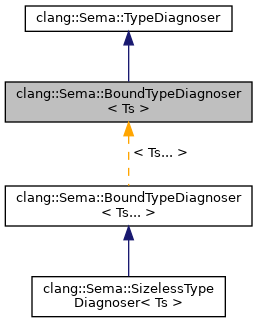 clang::Sema::TypeDiagnoser
clang::Sema::BoundTypeDiagnoser
< Ts >
< Ts... >
clang::Sema::BoundTypeDiagnoser
< Ts... >
clang::Sema::SizelessType
Diagnoser< Ts >